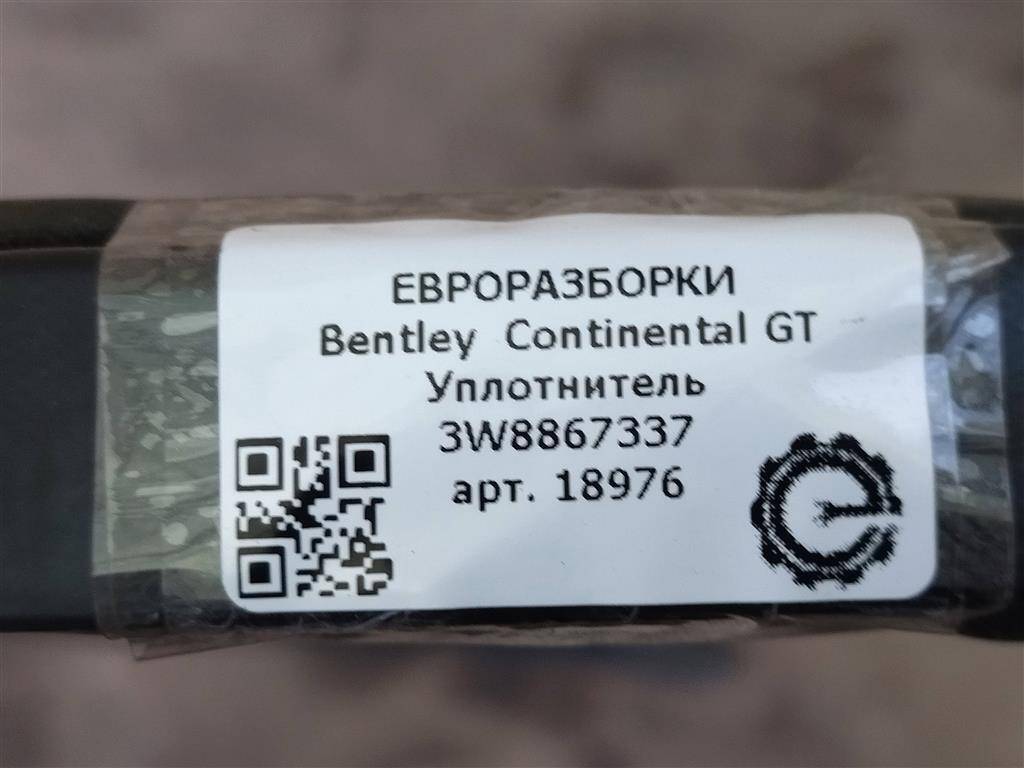 ЕВРОРАЗБОРКИ
Bentley Continental GT
Уплотнитель
3W8867337
арт. 18976